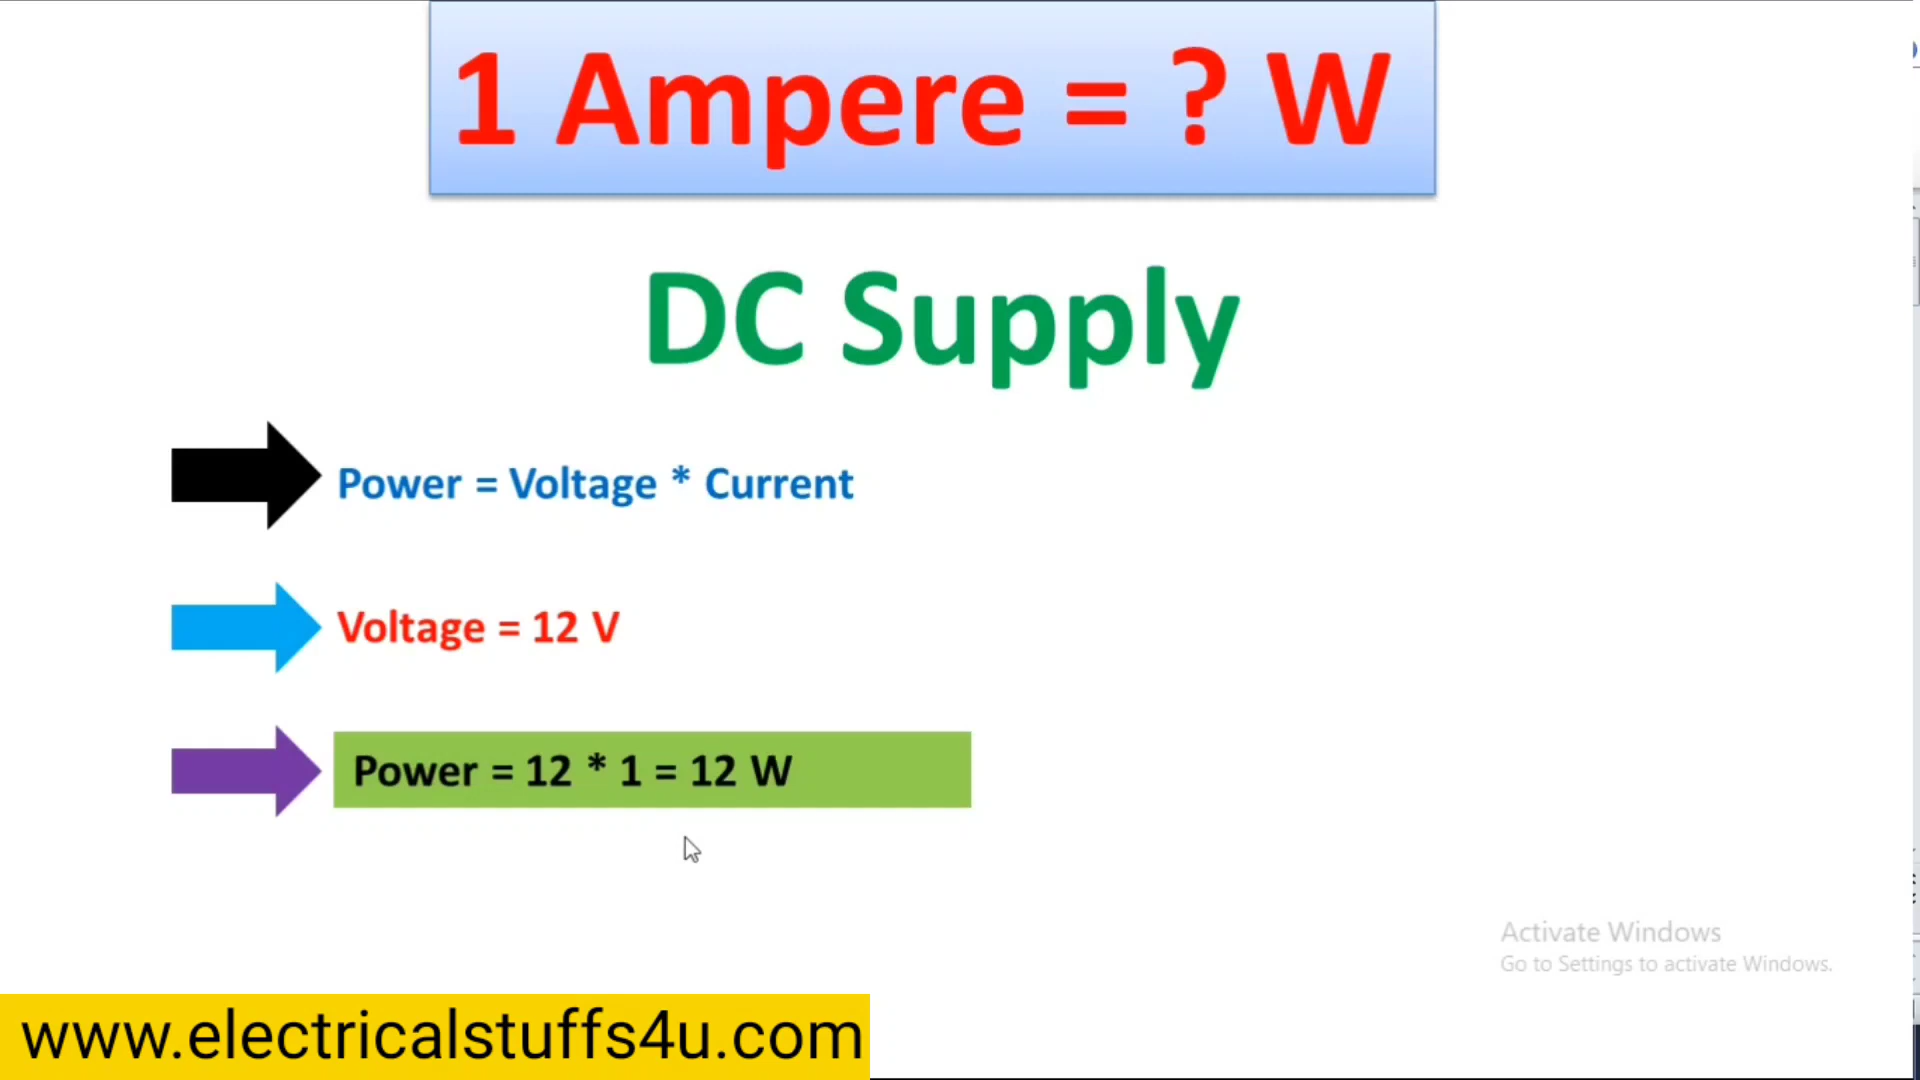 1 Ampere = ? W
DC Supply
Power = Voltage * Current
Voltage = 12 V
Power = 12 * 1 = 12 W
Activate Windows
Go to Settings to activate Windows.
www.electricalstuffs4u.com